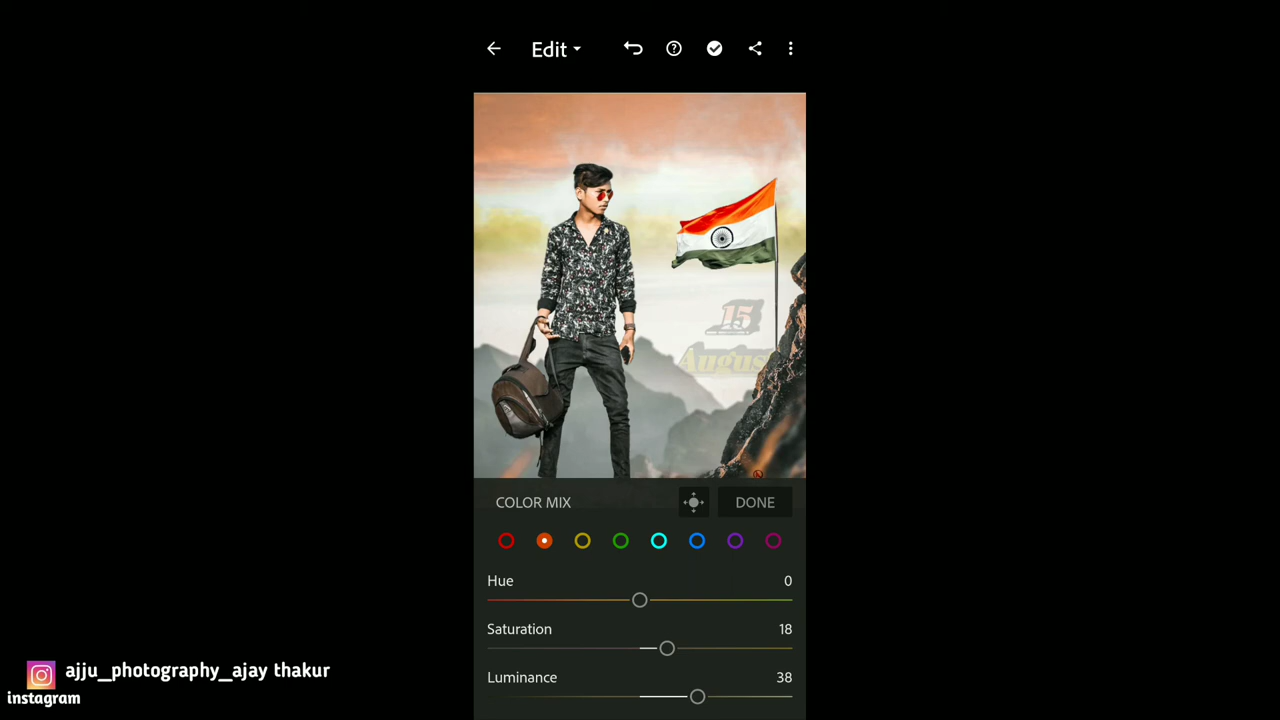 Edit
15
August
COLOR MIX
DONE
Hue
0
Saturation
18
Luminance
38
ajju_photography_ajay thakur
instagram